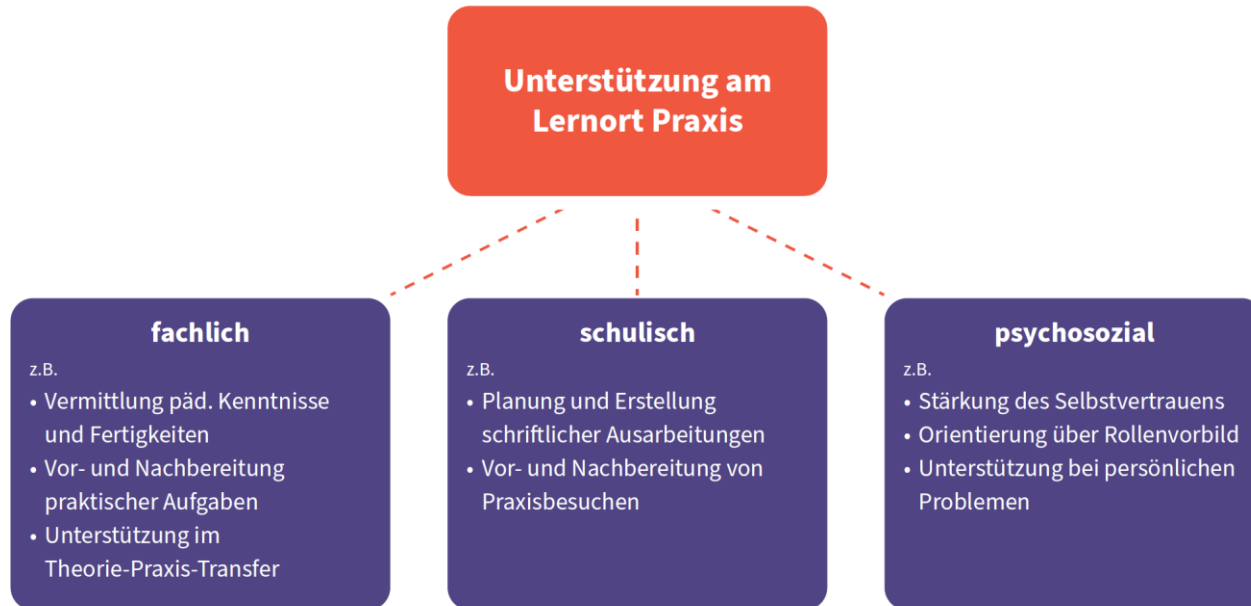 Unterstützung am
Lernort Praxis
fachlich
z.B.
• Vermittlung päd. Kenntnisse
und Fertigkeiten
• Vor- und Nachbereitung
praktischer Aufgaben
• Unterstützung im
Theorie-Praxis-Transfer
schulisch
z.B.
• Planung und Erstellung
schriftlicher Ausarbeitungen
• Vor- und Nachbereitung von
Praxisbesuchen
psychosozial
z.B.
• Stärkung des Selbstvertrauens
• Orientierung über Rollenvorbild
• Unterstützung bei persönlichen
Problemen